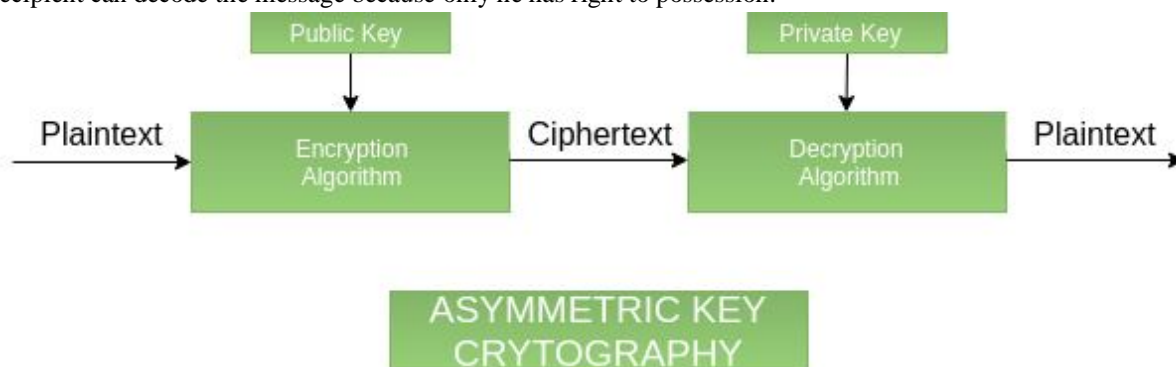 recipient can decode the message because only he has right to possession.
Public Key
Private Key
Plaintext
Encryption
Algorithm
Ciphertext
Decryption
Algorithm
Plaintext
ASYMMETRIC KEY
CRYTOGRAPHY